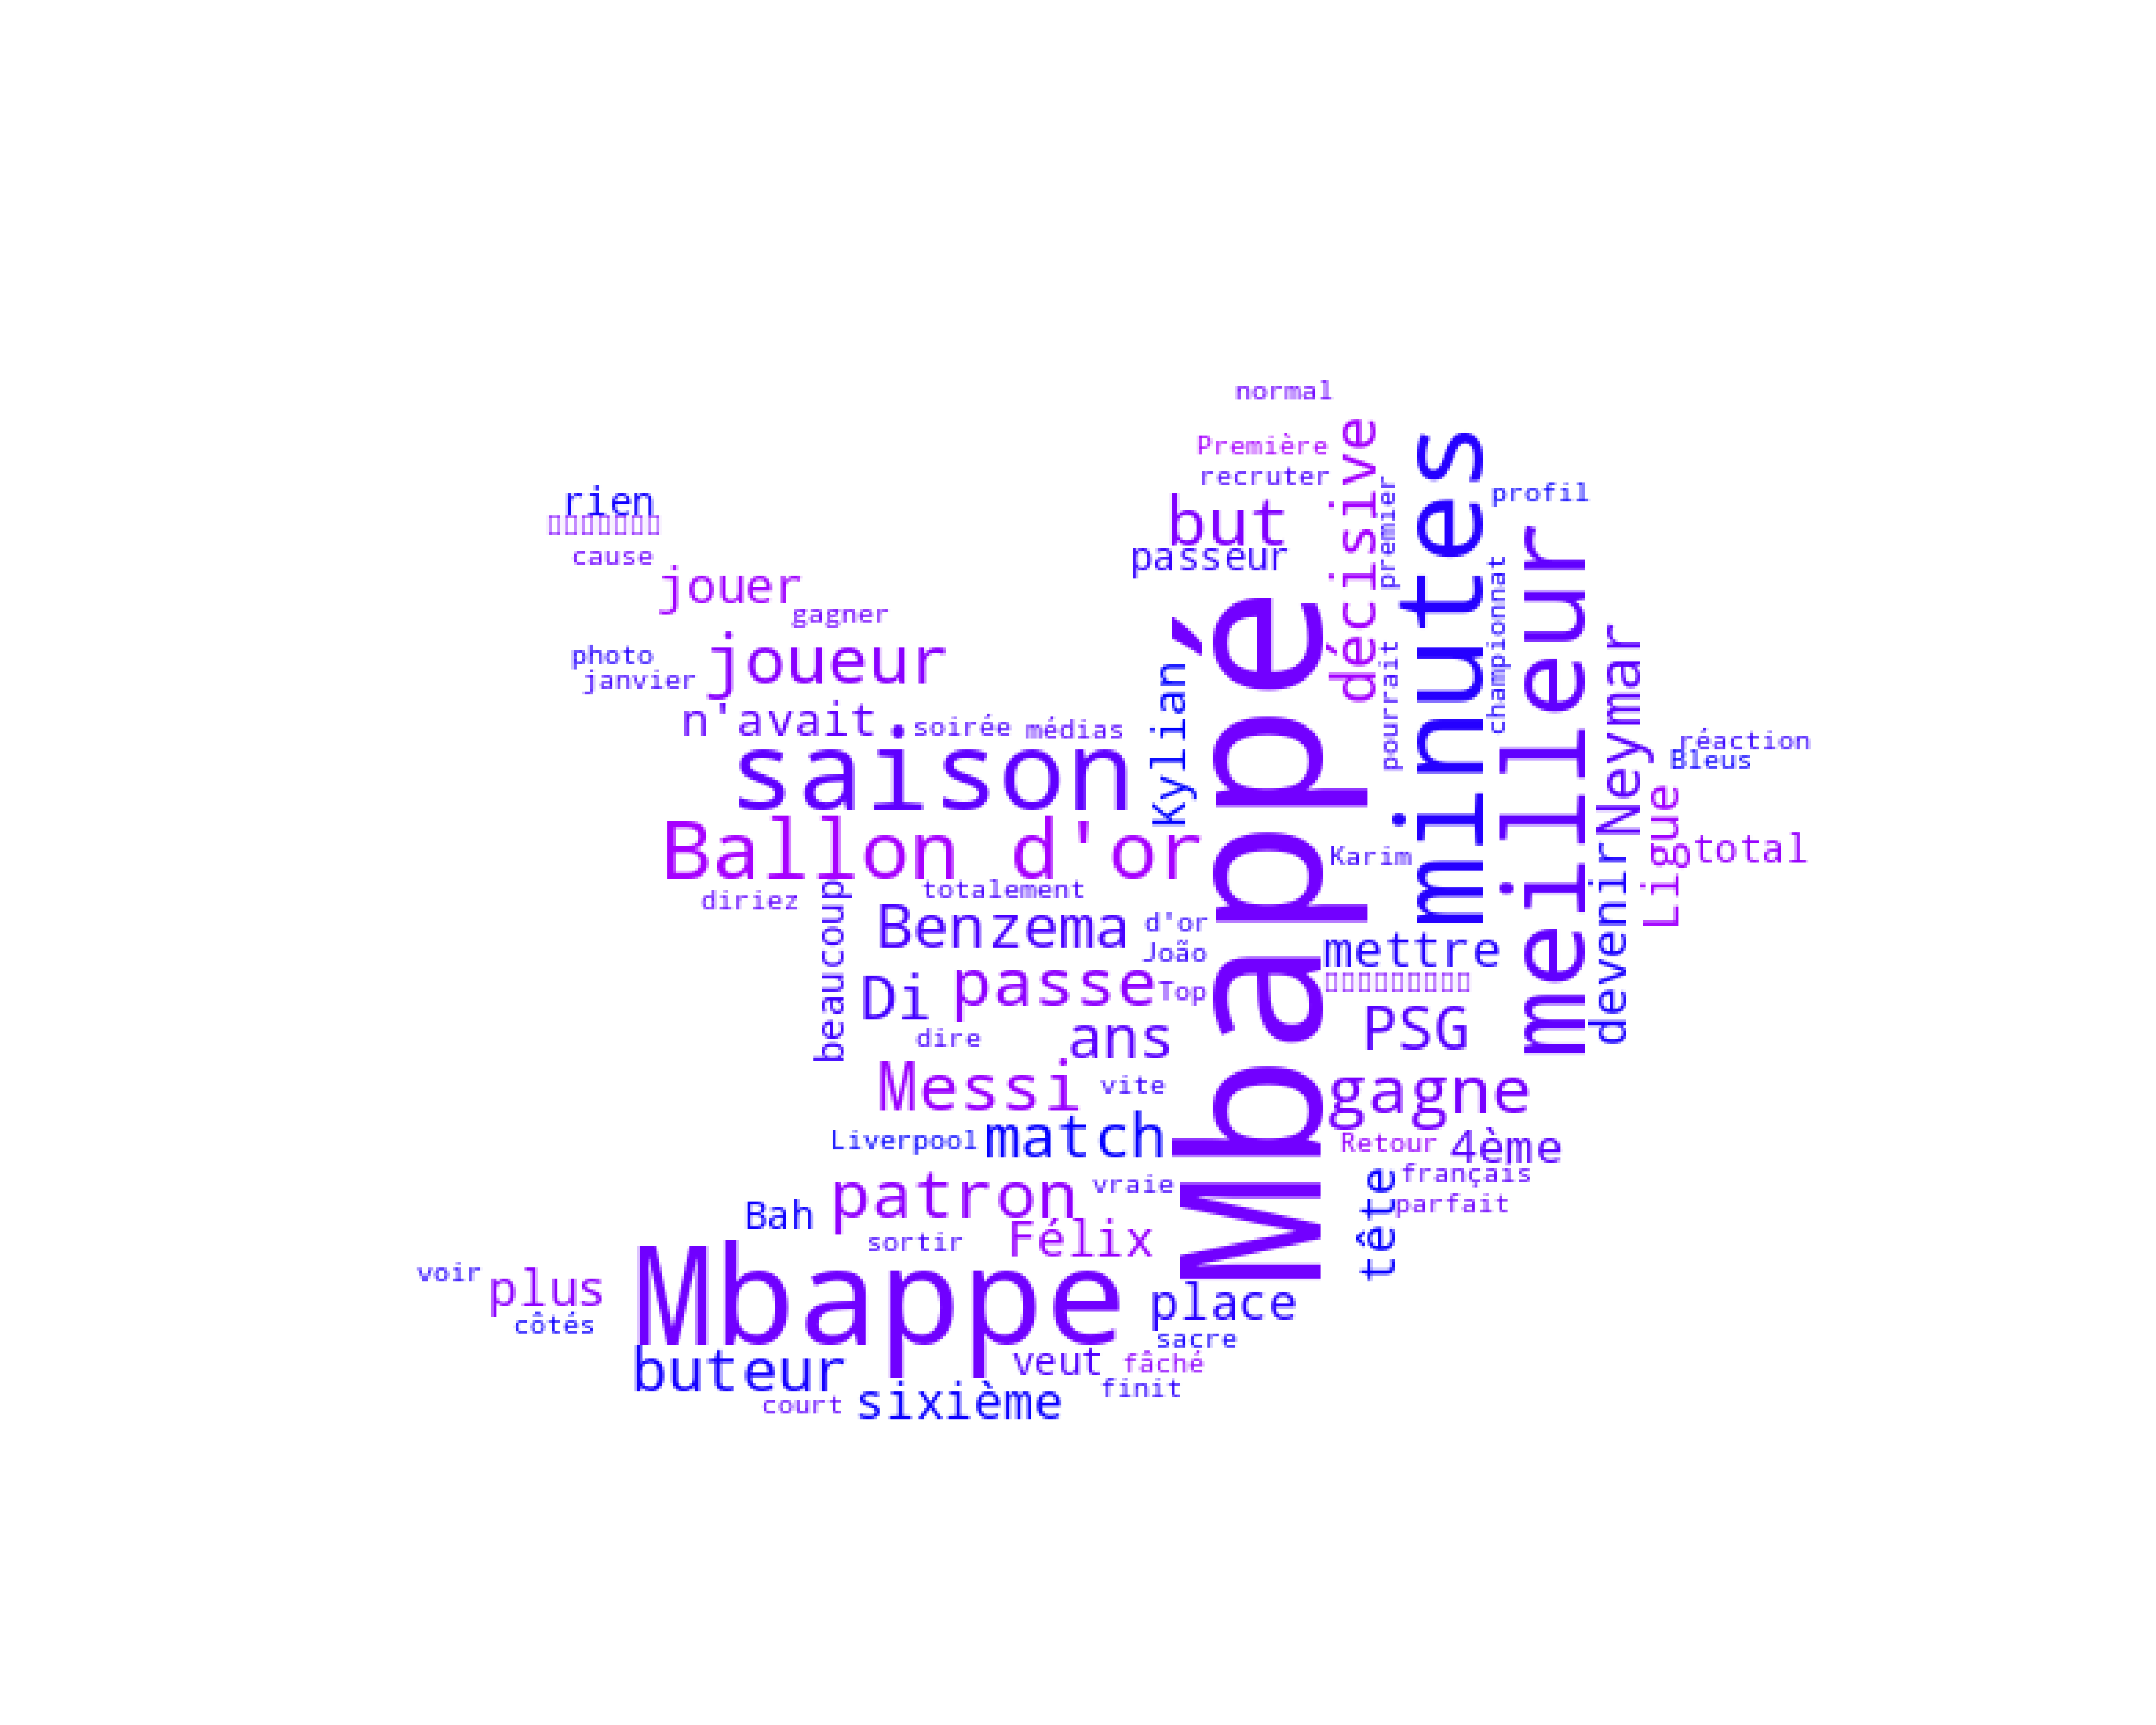 normal
Première
recruter
décisive
minutes
premier
profil
rien
but
passeur
cause
jouer
gagner
championnat
meilleur
photo
janvier
joueur
Mbappé
Kylian
pourrait
Neymar
n'avait
soirée
médias
réaction
Bleus
saison
Ballon d'or
Karim
devenir
Ligue
total
diriez
beaucoup
totalement
Benzema
d'or
João
mettre
Di
passe
Top
PSG
dire
ans
Messi
vite
gagne
Liverpool
match
Retour
4ème
français
parfait
tête
patron
vraie
Bah
sortir
Félix
voir
plus
côtés
Mbappe
place
sacre
buteur
veut
fâché
finit
court
sixième